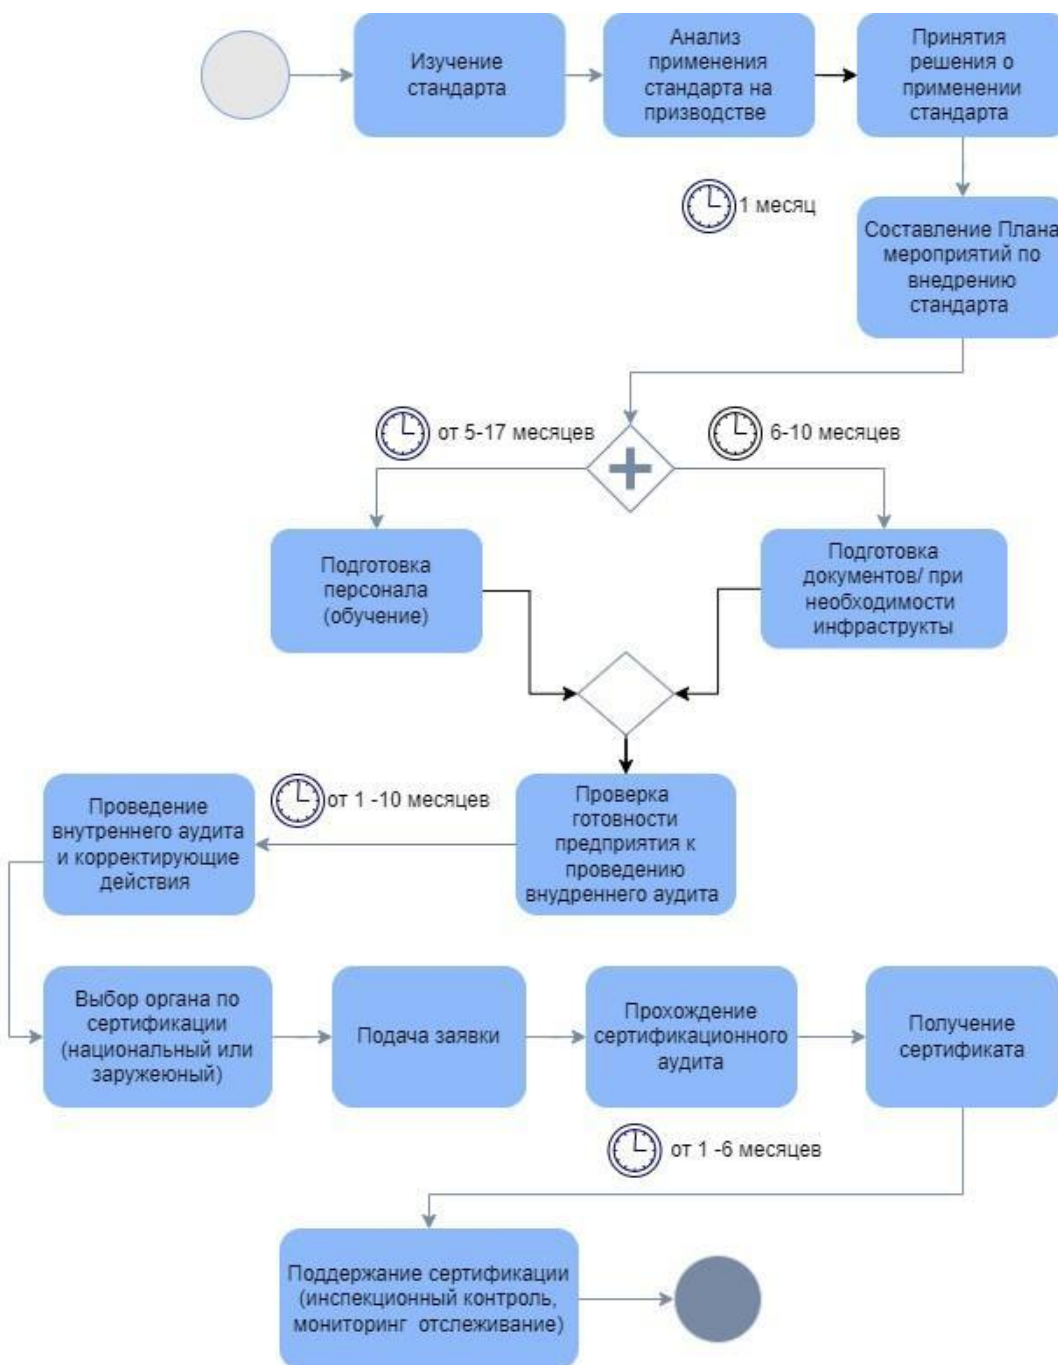 Изучение
стандарта
Анализ
применения
стандарта на
призводстве
Принятия
решения о
применении
стандарта
1 месяц
Составление Плана
мероприятий по
внедрению
стандарта
от 5-17 месяцев
6-10 месяцев
Подготовка
персонала
(обучение)
Подготовка
документов/ при
необходимости
инфраструкты
Проведение
внутреннего аудита
и корректирующие
действия
от 1 -10 месяцев
Проверка
готовности
предприятия к
проведению
внудреннего аудита
Выбор органа по
сертификации
(национальный или
заружеюный)
Подача заявки
Прохождение
сертификационного
аудита
Получение
сертификата
от 1 -6 месяцев
Поддержание сертификации
(инспекционный контроль,
мониторинг отслеживание)